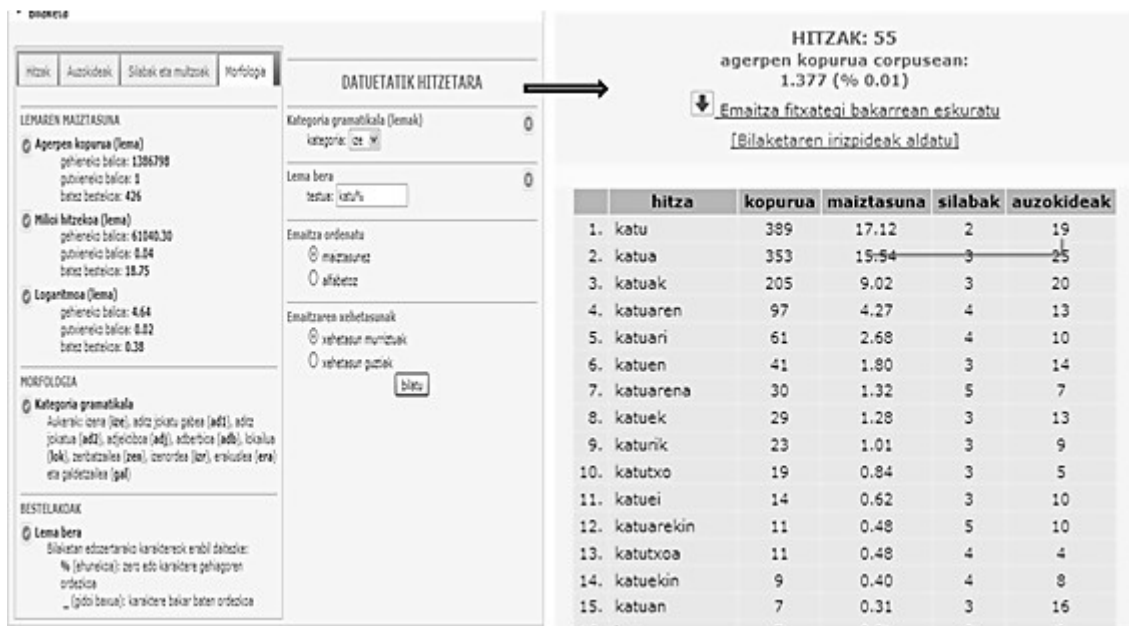 Bilaketa
Hitzak
Auzokideak
Silabak eta multzoak
Morfologia
LEMAREN MAIZTASUNA
Agerpen kopurua (lema)
gehieneko balioa: 1386798
gutxieneko balioa: 1
batez bestekoa: 426
Milioi hitzekoa (lema)
gehieneko balioa: 61040.30
gutxieneko balioa: 0.04
batez bestekoa: 18.75
Logaritmoa (lema)
gehieneko balioa: 4.64
gutxieneko balioa: 0.02
batez bestekoa: 0.38
MORFOLOGIA
Kategoria gramatikala
Aukerak: izena (ize), aditz jokatu gabea (ad1), aditz
jokatua (ad2), adjektiboa (adj), adberbioa (adb), lokailua
(lok), zenbatzailea (zen), izenordea (izr), erakuslea (era)
eta galdetzailea (gal)
BESTELAKOAK
Lema bera
Bilaketan edozertarako karaktereok erabil daitezke:
% (ehunekoa): zero edo karaktere gehiagoren
ordezkoa
_ (gidoi baxua): karaktere bakar baten ordezkoa
DATUETATIK HITZETARA
Kategoria gramatikala (lemak)
kategoria: ize
Lema bera
testua: katu%
Emaitza ordenatu
maiztasunez
alfabetoz
Emaitzaren xehetasunak
xehetasun murriztuak
xehetasun guztiak
bilatu
HITZAK: 55
agerpen kopurua corpusean:
1.377 (% 0.01)
Emaitza fitxategi bakarrean eskuratu
[Bilaketaren irizpideak aldatu]
hitza kopurua maiztasuna silabak auzokideak
1. katu 389 17.12 2 19
2. katua 353 15.54 3 25
3. katuak 205 9.02 3 20
4. katuaren 97 4.27 4 13
5. katuari 61 2.68 4 10
6. katuen 41 1.80 3 14
7. katuarena 30 1.32 5 7
8. katuek 29 1.28 3 13
9. katurik 23 1.01 3 9
10. katutxo 19 0.84 3 5
11. katuei 14 0.62 3 10
12. katuarekin 11 0.48 5 10
13. katutxoa 11 0.48 4 4
14. katuekin 9 0.40 4 8
15. katuan 7 0.31 3 16